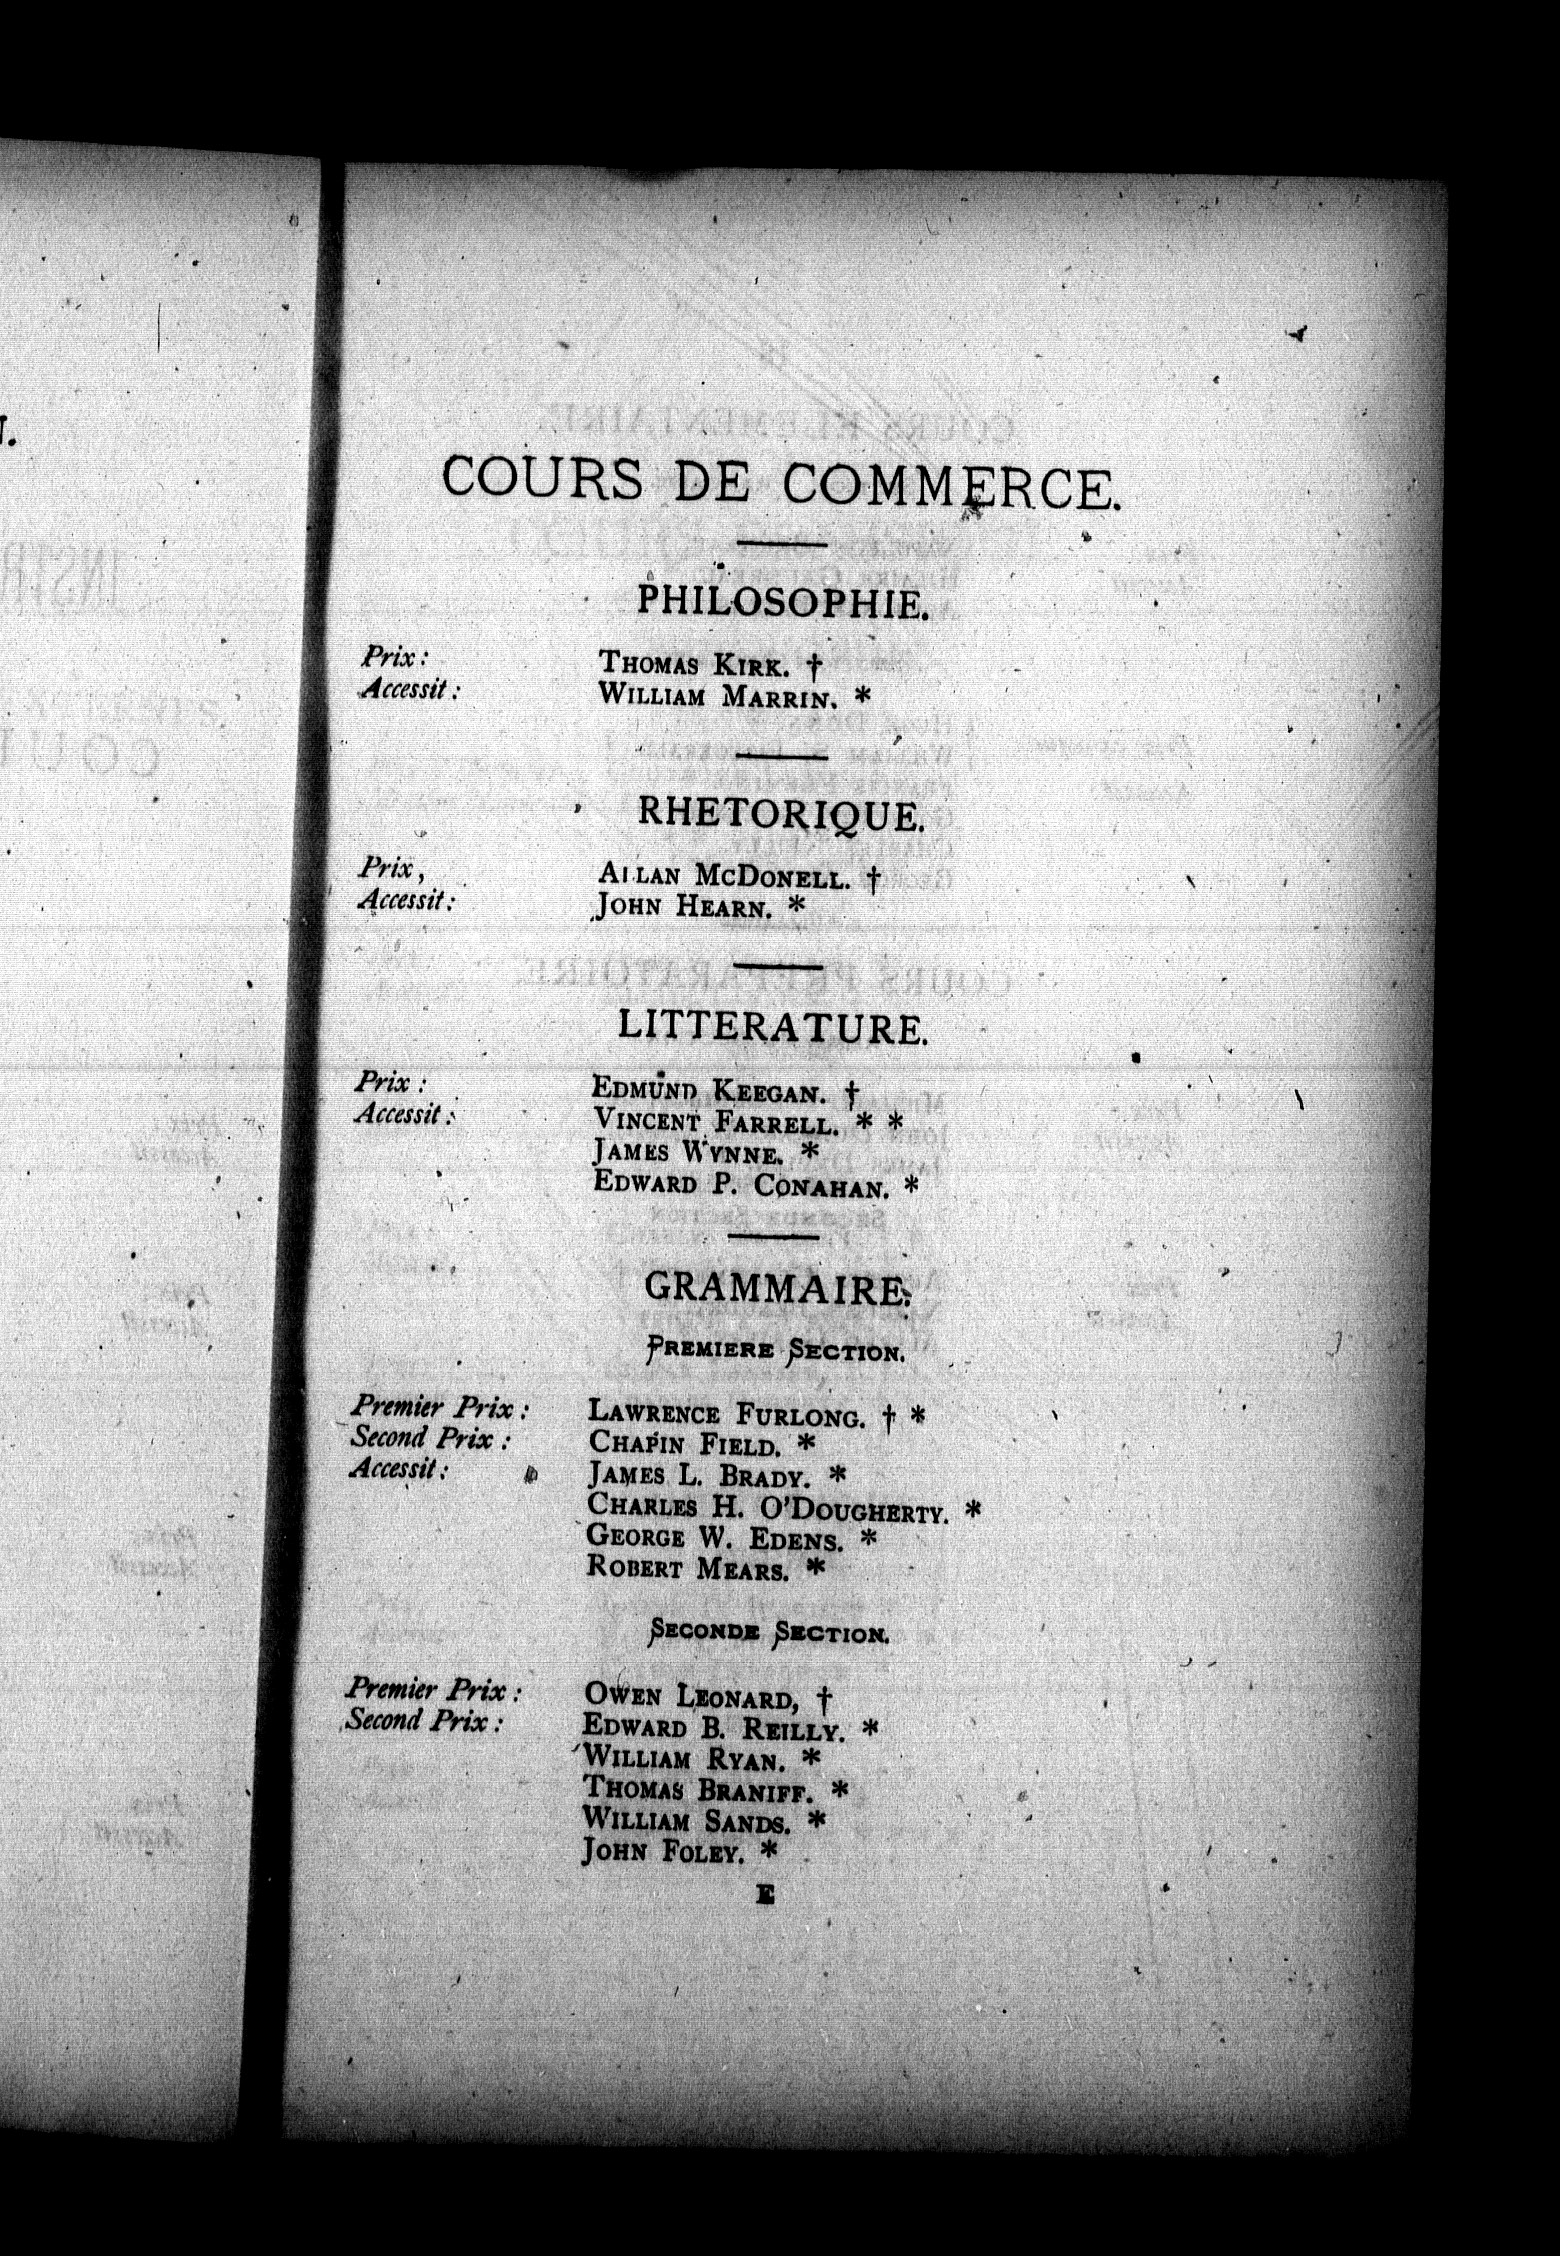 COURS DE COMMERCE.
PHILOSOPHIE.
Prix: THOMAS KIRK. †
Accessit: WILLIAM MARRIN. *
RHETORIQUE.
Prix, ALLAN MCDONELL. †
Accessit: JOHN HEARN. *
LITTERATURE.
Prix: EDMUND KEEGAN. †
Accessit: VINCENT FARRELL. * *
JAMES WYNNE. *
EDWARD P. CONAHAN. *
GRAMMAIRE.
PREMIERE SECTION.
Premier Prix: LAWRENCE FURLONG. † *
Second Prix: CHAPIN FIELD. *
Accessit: JAMES L. BRADY. *
CHARLES H. O'DOUGHERTY. *
GEORGE W. EDENS. *
ROBERT MEARS. *
SECONDE SECTION.
Premier Prix: OWEN LEONARD, †
Second Prix: EDWARD B. REILLY. *
WILLIAM RYAN. *
THOMAS BRANIFF. *
WILLIAM SANDS. *
JOHN FOLEY. *
E